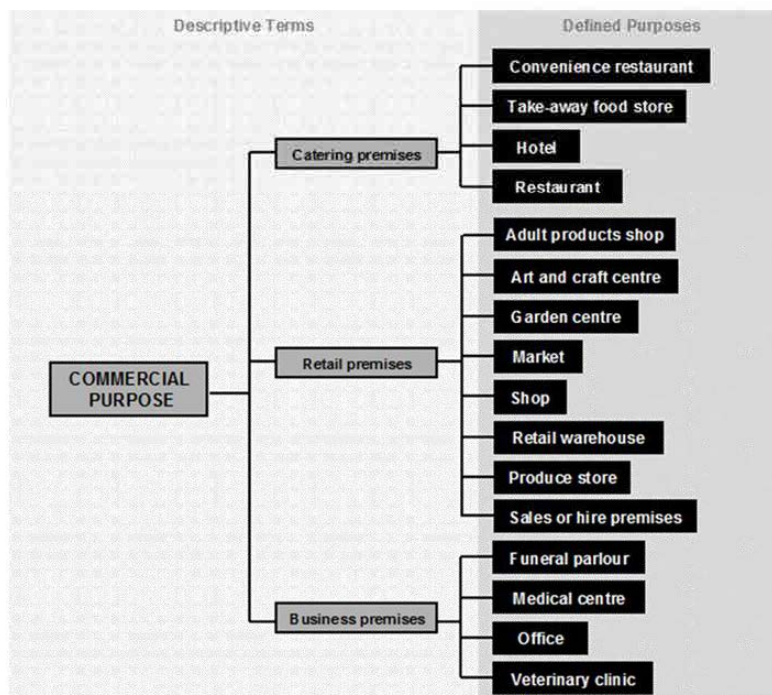 Descriptive Terms
Defined Purposes
Convenience restaurant
Take-away food store
Catering premises
Hotel
Restaurant
Adult products shop
Art and craft centre
Garden centre
Retail premises
Market
COMMERCIAL
PURPOSE
Shop
Retail warehouse
Produce store
Sales or hire premises
Funeral parlour
Medical centre
Business premises
Office
Veterinary clinic